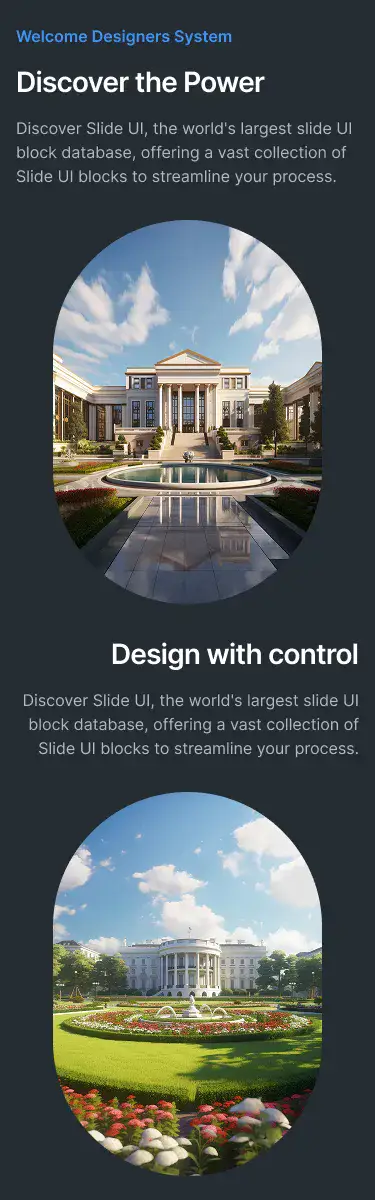 Welcome Designers System
Discover the Power
Discover Slide UI, the world's largest slide UI
block database, offering a vast collection of
Slide UI blocks to streamline your process.
Design with control
Discover Slide UI, the world's largest slide UI
block database, offering a vast collection of
Slide UI blocks to streamline your process.